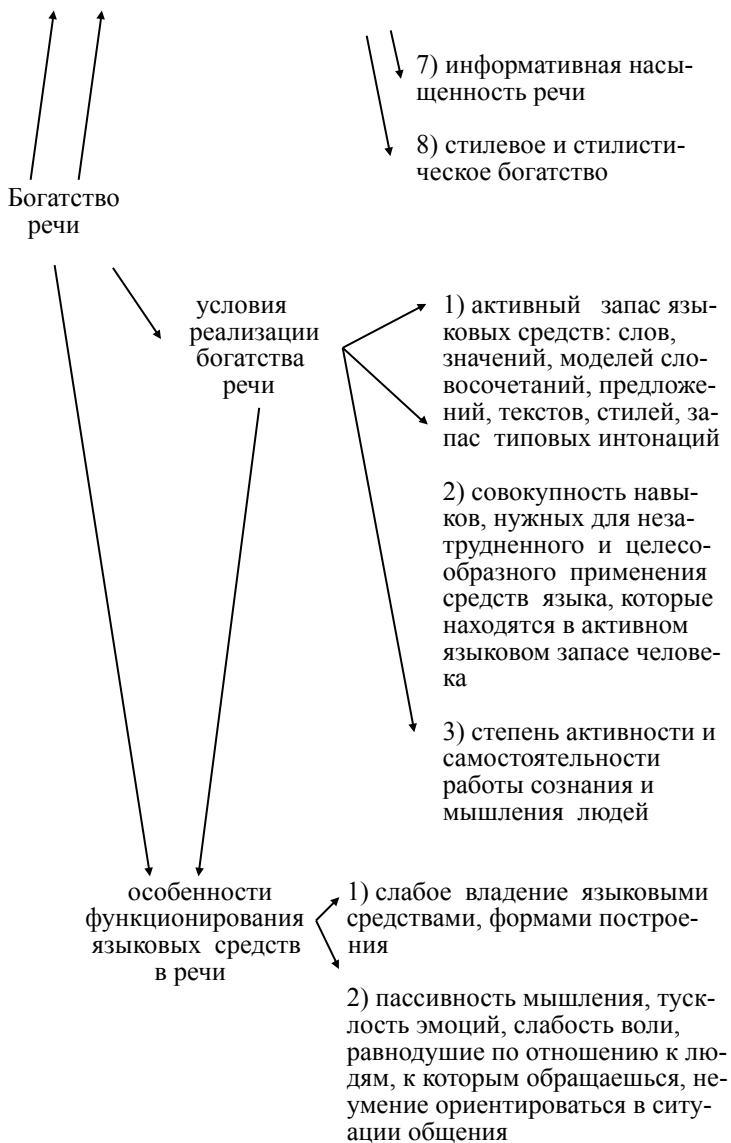 7) информативная насы-
щенность речи
8) стилевое и стилисти-
ческое богатство
Богатство
речи
условия
реализации
богатства
речи
1) активный запас язы-
ковых средств: слов,
значений, моделей сло-
восочетаний, предложе-
ний, текстов, стилей, за-
пас типовых интонаций
2) совокупность навы-
ков, нужных для неза-
трудненного и целесо-
образного применения
средств языка, которые
находятся в активном
языковом запасе челове-
ка
3) степень активности и
самостоятельности
работы сознания и
мышления людей
особенности
функционирования
языковых средств
в речи
1) слабое владение языковыми
средствами, формами построе-
ния
2) пассивность мышления, туск-
лость эмоций, слабость воли,
равнодушие по отношению к лю-
дям, к которым обращаешься, не-
умение ориентироваться в ситу-
ации общения